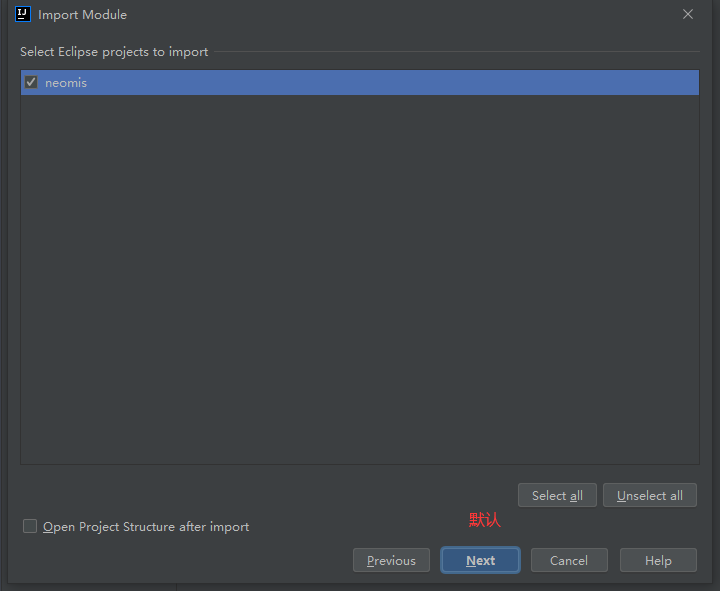 Import Module
Select Eclipse projects to import
neomis
Select all
Unselect all
Open Project Structure after import
默认
Previous
Next
Cancel
Help